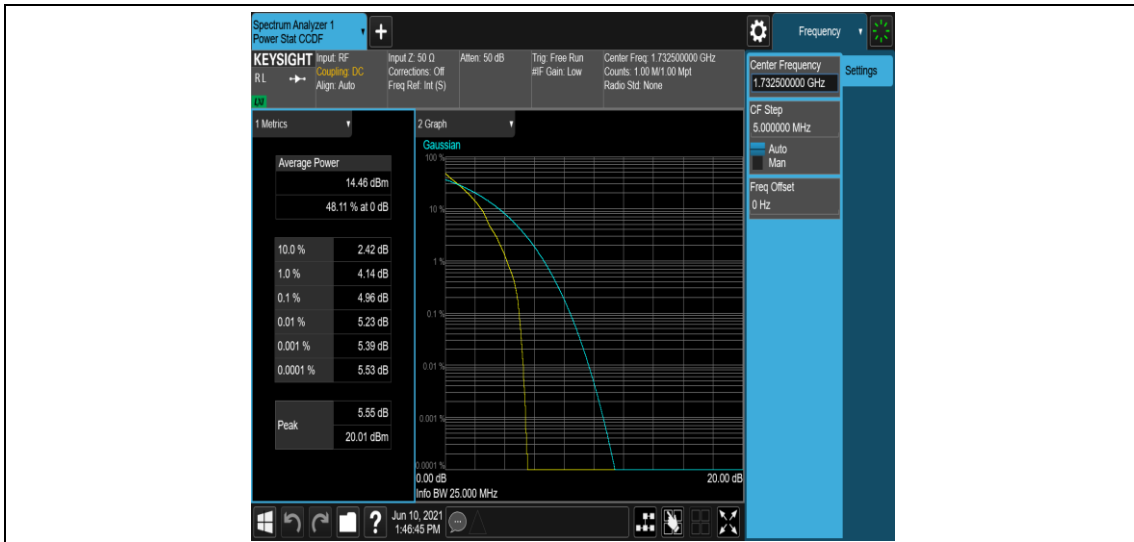 Spectrum Analyzer 1
Power Stat CCDF
+
Frequency
KEYSIGHT
RL
LXI
Input: RF
Coupling: DC
Align: Auto
Input Z: 50 Ω
Corrections: Off
Freq Ref: Int (S)
Atten: 50 dB
Trig: Free Run
#IF Gain: Low
Center Freq: 1.732500000 GHz
Counts: 1.00 M/1.00 Mpt
Radio Std: None
Center Frequency
1.732500000 GHz
Settings
CF Step
5.000000 MHz
Auto
Man
Freq Offset
0 Hz
1 Metrics
Average Power
14.46 dBm
48.11 % at 0 dB
10.0 % 2.42 dB
1.0 % 4.14 dB
0.1 % 4.96 dB
0.01 % 5.23 dB
0.001 % 5.39 dB
0.0001 % 5.53 dB
Peak
5.55 dB
20.01 dBm
2 Graph
Gaussian
100 %
10 %
1 %
0.1 %
0.01 %
0.001 %
0.0001 %
0.00 dB 20.00 dB
Info BW 25.000 MHz
?
Jun 10, 2021
1:46:45 PM